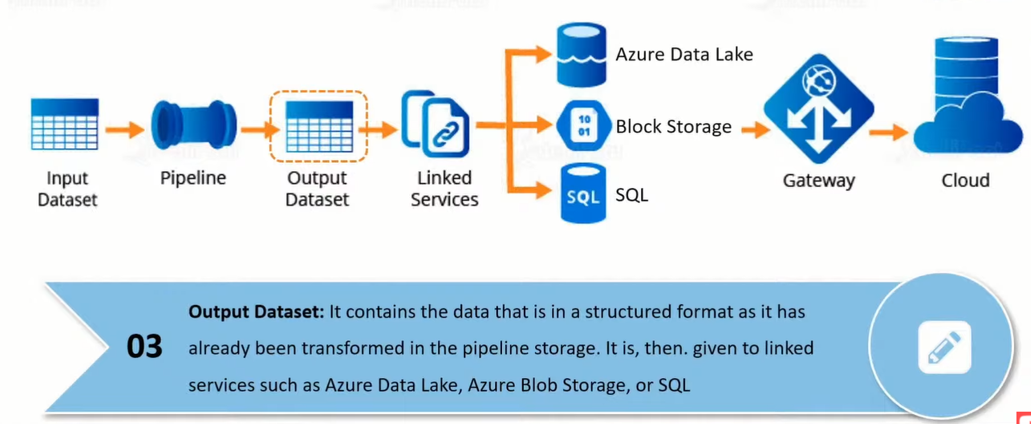 Azure Data Lake
10
01
Block Storage
SQL
SQL
Input
Dataset
Pipeline
Output
Dataset
Linked
Services
Gateway
Cloud
03
Output Dataset: It contains the data that is in a structured format as it has
already been transformed in the pipeline storage. It is, then. given to linked
services such as Azure Data Lake, Azure Blob Storage, or SQL